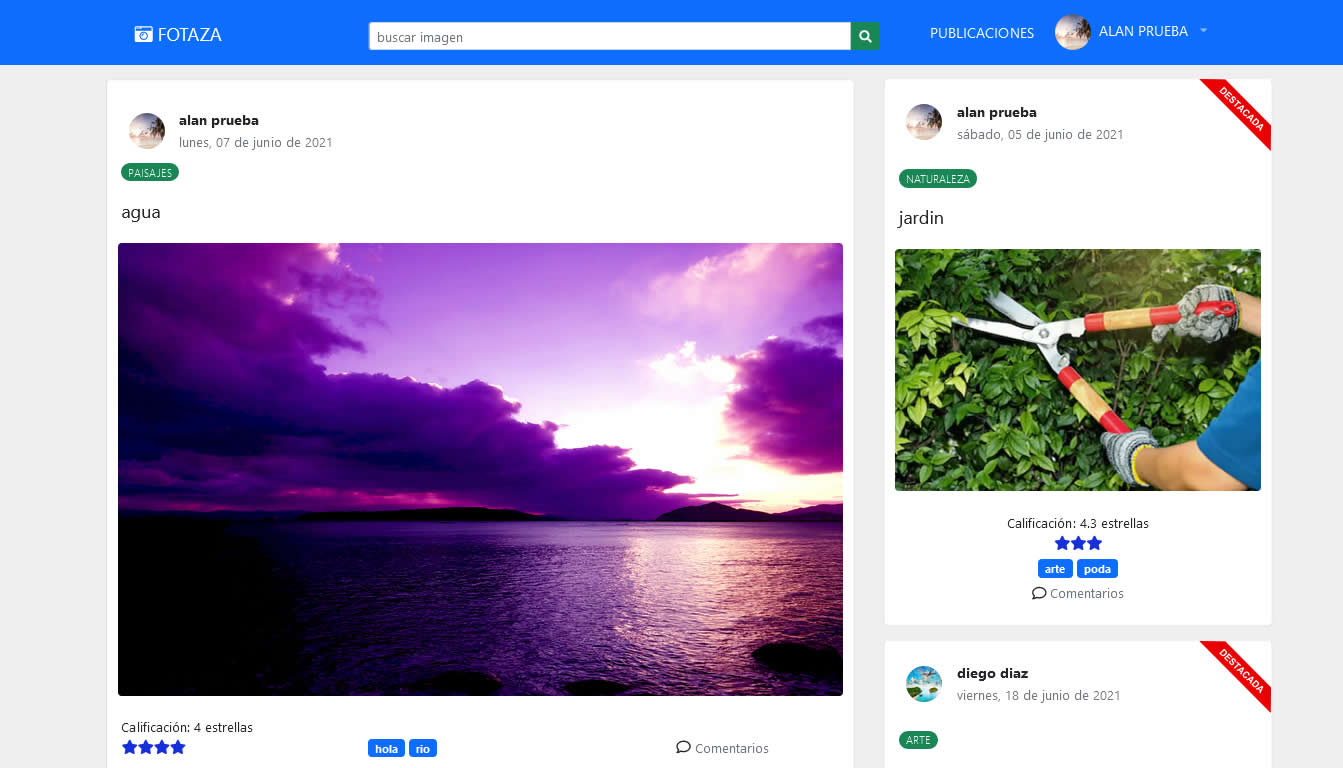 FOTAZA
buscar imagen
PUBLICACIONES
ALAN PRUEBA
alan prueba
lunes, 07 de junio de 2021
PAISAJES
agua
Calificación: 4 estrellas
hola rio
Comentarios
DESTACADA
alan prueba
sábado, 05 de junio de 2021
NATURALEZA
jardin
Calificación: 4.3 estrellas
arte poda
Comentarios
DESTACADA
diego diaz
viernes, 18 de junio de 2021
ARTE